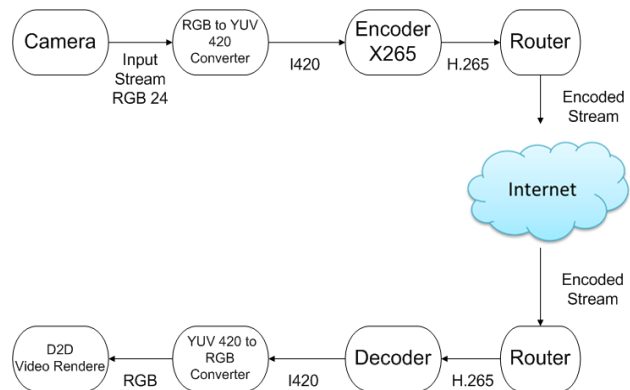 Camera
Input
Stream
RGB 24
RGB to YUV
420
Converter
I420
Encoder
X265
H.265
Router
Encoded
Stream
Internet
Encoded
Stream
Router
H.265
Decoder
I420
YUV 420 to
RGB
Converter
RGB
D2D
Video Rendere